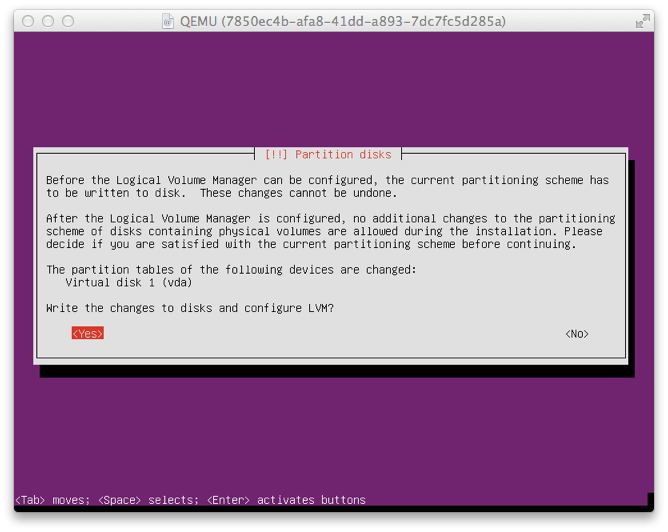 QEMU (7850ec4b-afa8-41dd-a893-7dc7fc5d285a)
[!!] Partition disks
Before the Logical Volume Manager can be configured, the current partitioning scheme has
to be written to disk. These changes cannot be undone.
After the Logical Volume Manager is configured, no additional changes to the partitioning
scheme of disks containing physical volumes are allowed during the installation. Please
decide if you are satisfied with the current partitioning scheme before continuing.
The partition tables of the following devices are changed:
Virtual disk 1 (vda)
Write the changes to disks and configure LVM?
<Yes> <No>
<Tab> moves; <Space> selects; <Enter> activates buttons